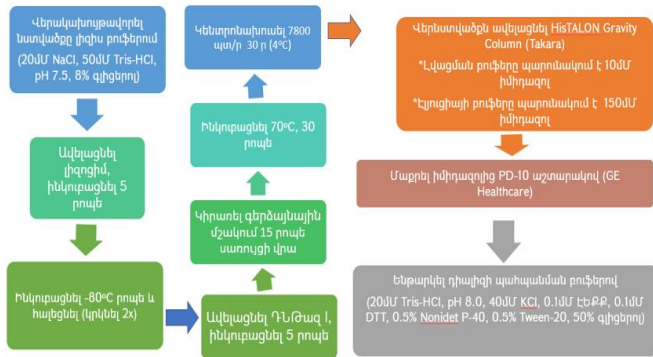 Վերակախույթավորել
նստվածքը լիզիս բուֆերում
(20մՄ NaCl, 50մՄ Tris-HCl,
pH 7.5, 8% գլիցերոլ)
Ավելացնել
լիզոցիմ,
ինկուբացնել 5
րոպե
Ինկուբացնել -80ºC րոպե և
հալեցնել (կրկնել 2x)
Ավելացնել ԴՆԹազ I,
ինկուբացնել 5 րոպե
Կիրառել գերձայնային
մշակում 15 րոպե
սառույցի վրա
Ինկուբացնել 70ºC, 30
րոպե
Կենտրոնախուսել 7800
պտ/ր 30 ր (4ºC)
Վերնստվածքն ավելացնել HisTALON Gravity
Column (Takara)
*Լվացման բուֆերը պարունակում է 10մՄ
իմիդազոլ
*Էլյուցիայի բուֆերը պարունակում է 150մՄ
իմիդազոլ
Մաքրել իմիդազոլից PD-10 աշտարակով (GE
Healthcare)
Ենթարկել դիալիզի պահպանման բուֆերով
(20մՄ Tris-HCl, pH 8.0, 40մՄ KCl, 0.1մՄ ԷԵՔՔ, 0.1մՄ
DTT, 0.5% Nonidet P-40, 0.5% Tween-20, 50% գլիցերոլ)